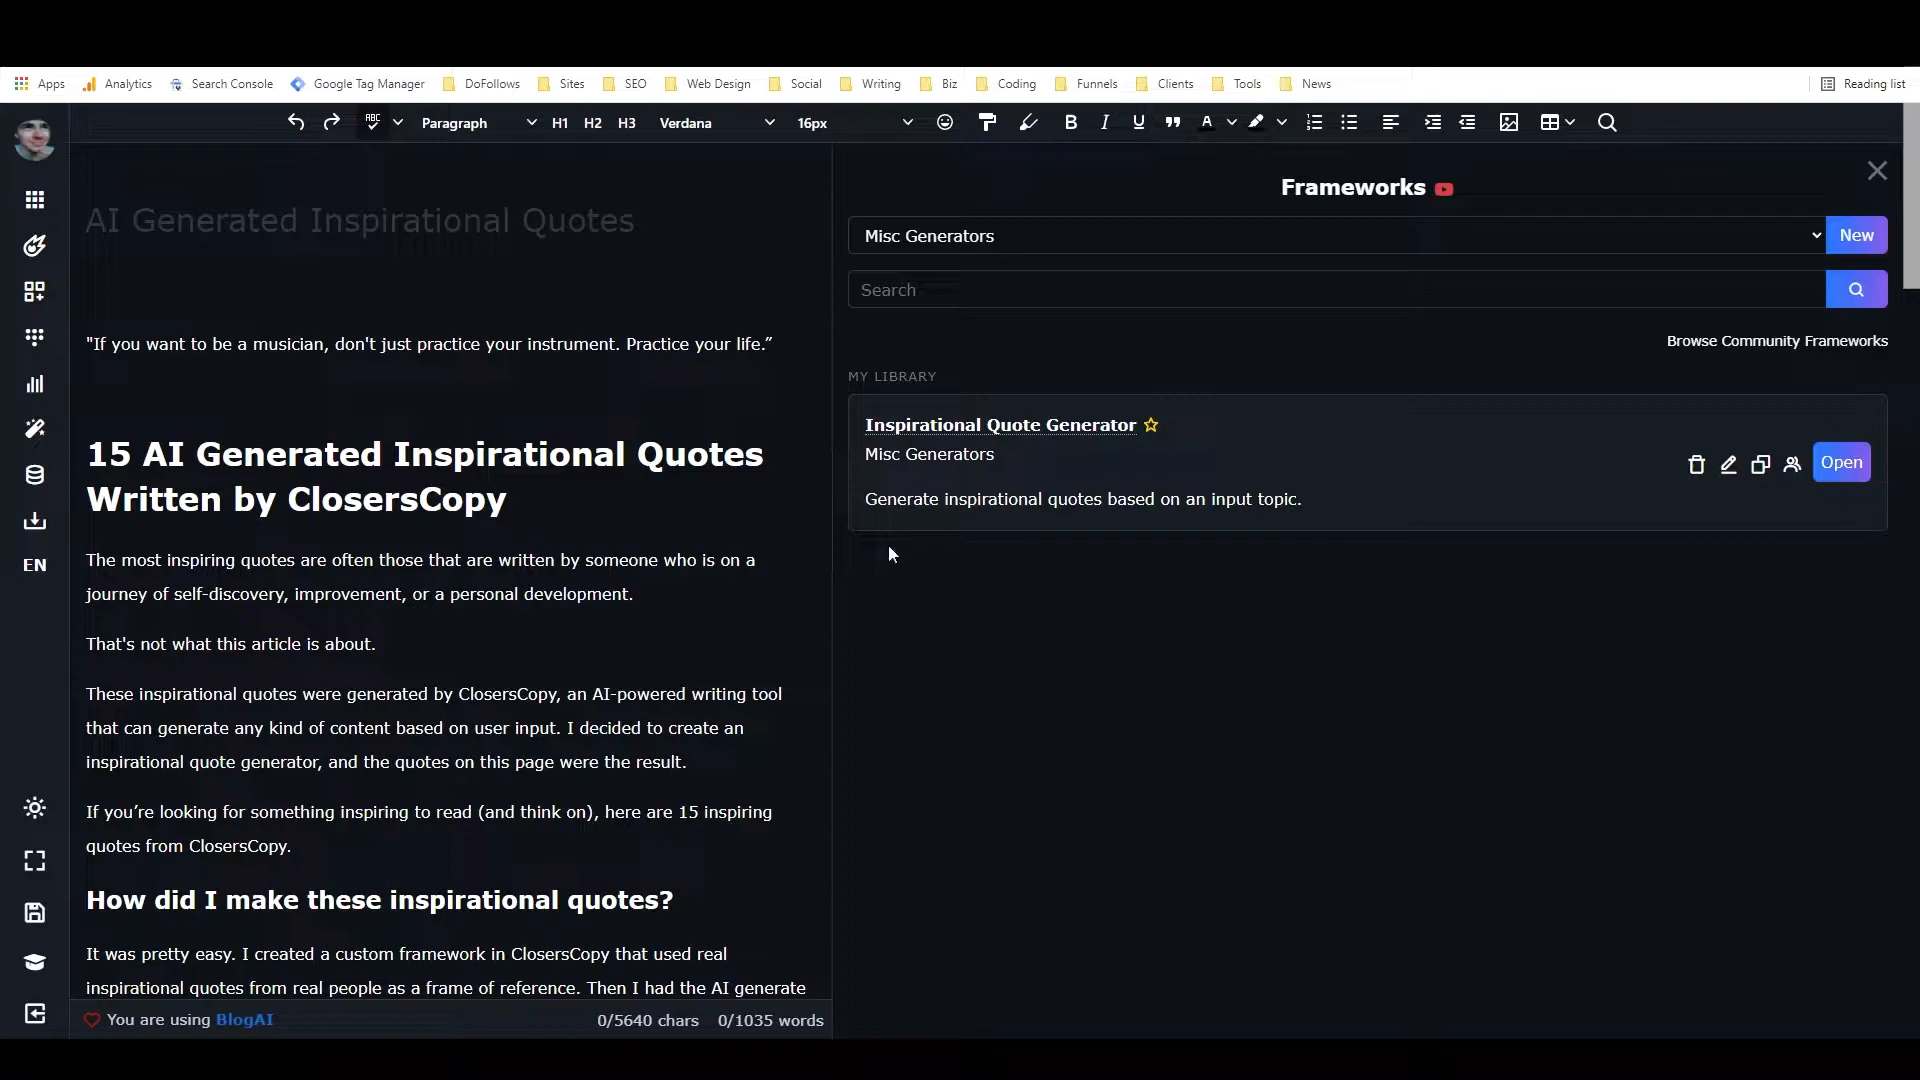 Apps Analytics Search Console Google Tag Manager DoFollows Sites SEO Web Design Social Writing Biz Coding Funnels Clients Tools News Reading list
ABC Paragraph H1 H2 H3 Verdana 16px B I U A
AI Generated Inspirational Quotes
"If you want to be a musician, don't just practice your instrument. Practice your life.”
15 AI Generated Inspirational Quotes
Written by ClosersCopy
The most inspiring quotes are often those that are written by someone who is on a
journey of self-discovery, improvement, or a personal development.
That's not what this article is about.
These inspirational quotes were generated by ClosersCopy, an AI-powered writing tool
that can generate any kind of content based on user input. I decided to create an
inspirational quote generator, and the quotes on this page were the result.
If you’re looking for something inspiring to read (and think on), here are 15 inspiring
quotes from ClosersCopy.
How did I make these inspirational quotes?
It was pretty easy. I created a custom framework in ClosersCopy that used real
inspirational quotes from real people as a frame of reference. Then I had the AI generate
You are using BlogAI 0/5640 chars 0/1035 words
EN
Frameworks
Misc Generators New
Search
Browse Community Frameworks
MY LIBRARY
Inspirational Quote Generator
Misc Generators
Open
Generate inspirational quotes based on an input topic.